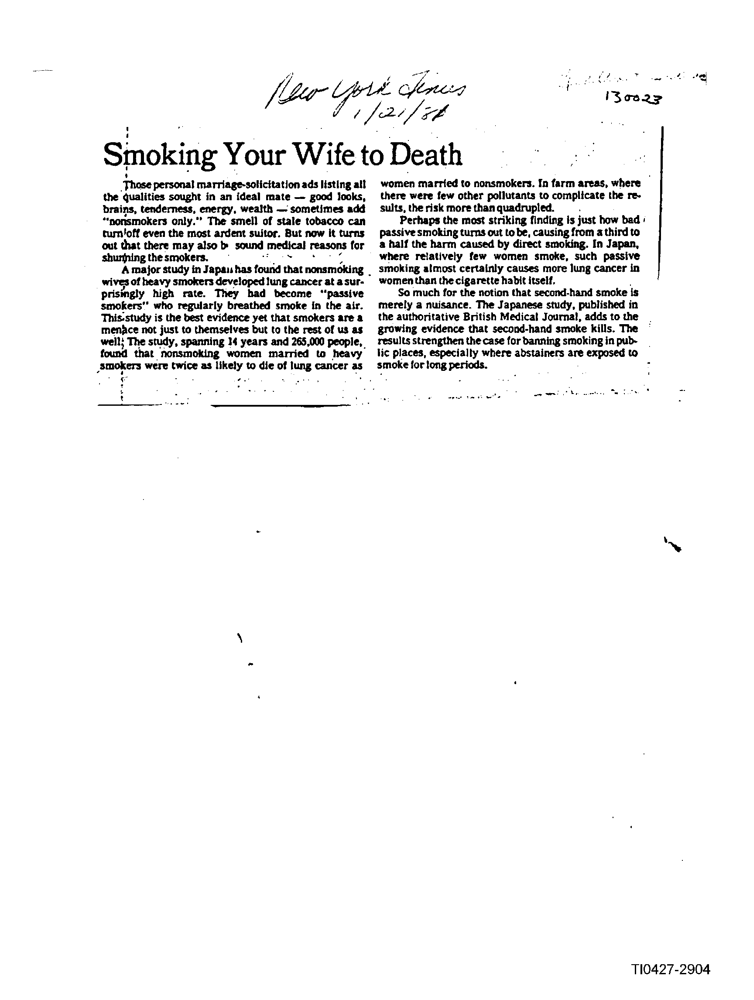 New York Times
1/21/81
130023
Smoking Your Wife to Death
Those personal marriage-solicitation ads listing all
the qualities sought in an ideal mate — good looks,
brains, tenderness, energy, wealth — sometimes add
"nonsmokers only." The smell of stale tobacco can
turn off even the most ardent suitor. But now it turns
out that there may also be sound medical reasons for
shunning the smokers.
A major study in Japan has found that nonsmoking
wives of heavy smokers developed lung cancer at a sur-
prisingly high rate. They had become "passive
smokers" who regularly breathed smoke in the air.
This study is the best evidence yet that smokers are a
menace not just to themselves but to the rest of us as
well. The study, spanning 14 years and 265,000 people,
found that nonsmoking women married to heavy
smokers were twice as likely to die of lung cancer as
women married to nonsmokers. In farm areas, where
there were few other pollutants to complicate the re-
sults, the risk more than quadrupled.
Perhaps the most striking finding is just how bad
passive smoking turns out to be, causing from a third to
a half the harm caused by direct smoking. In Japan,
where relatively few women smoke, such passive
smoking almost certainly causes more lung cancer in
women than the cigarette habit itself.
So much for the notion that second-hand smoke is
merely a nuisance. The Japanese study, published in
the authoritative British Medical Journal, adds to the
growing evidence that second-hand smoke kills. The
results strengthen the case for banning smoking in pub-
lic places, especially where abstainers are exposed to
smoke for long periods.
TI0427-2904